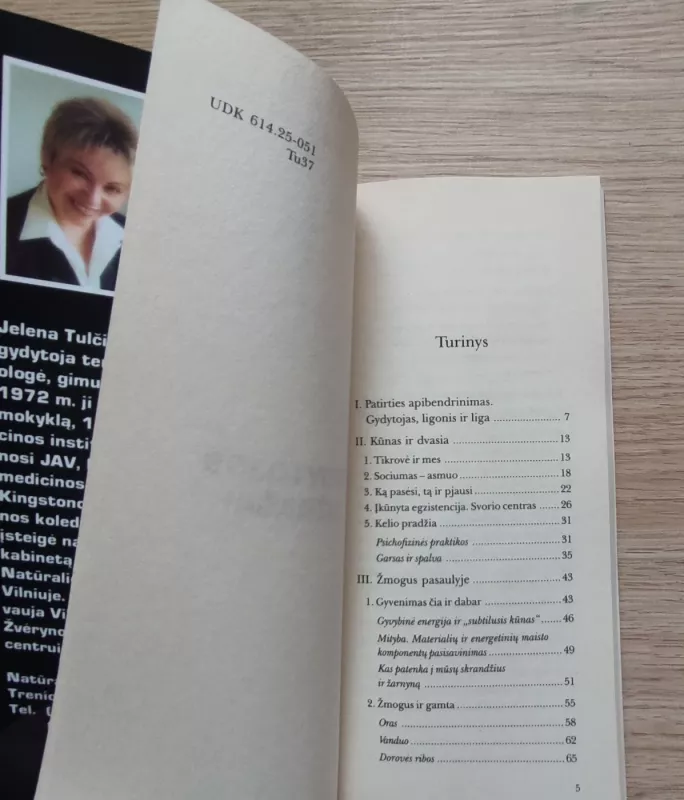 Jelena Tulči
gydytoja te
ologė, gimu
1972 m. ji
mokyklą, 1
cinos instit
nosi JAV,
medicinos
Kingstono
nos koled
įsteigė na
kabinetą
Natūrali
Vilniuje.
vauja Vi
Žvėryno
centrui
Natūr
Trenio
Tel.
UDK 614.25-051
Tu37
Turinys
I. Patirties apibendrinimas.
Gydytojas, ligonis ir liga ................ 7
II. Kūnas ir dvasia ......................... 13
1. Tikrovė ir mes ......................... 13
2. Sociumas – asmuo ......................... 18
3. Ką pasėsi, tą ir pjausi .................... 22
4. Įkūnyta egzistencija. Svorio centras ..... 26
5. Kelio pradžia ............................ 31
Psichofizinės praktikos ..................... 31
Garsas ir spalva ............................ 35
III. Žmogus pasaulyje ....................... 43
1. Gyvenimas čia ir dabar .................. 43
Gyvybinė energija ir „subtilusis kūnas" ..... 46
Mityba. Materialių ir energetinių maisto
komponentų pasisavinimas ................ 49
Kas patenka į mūsų skrandžius
ir žarnyną ............................... 51
2. Žmogus ir gamta ........................ 55
Oras ........................................ 58
Vanduo ..................................... 62
Dorovės ribos .............................. 65
5